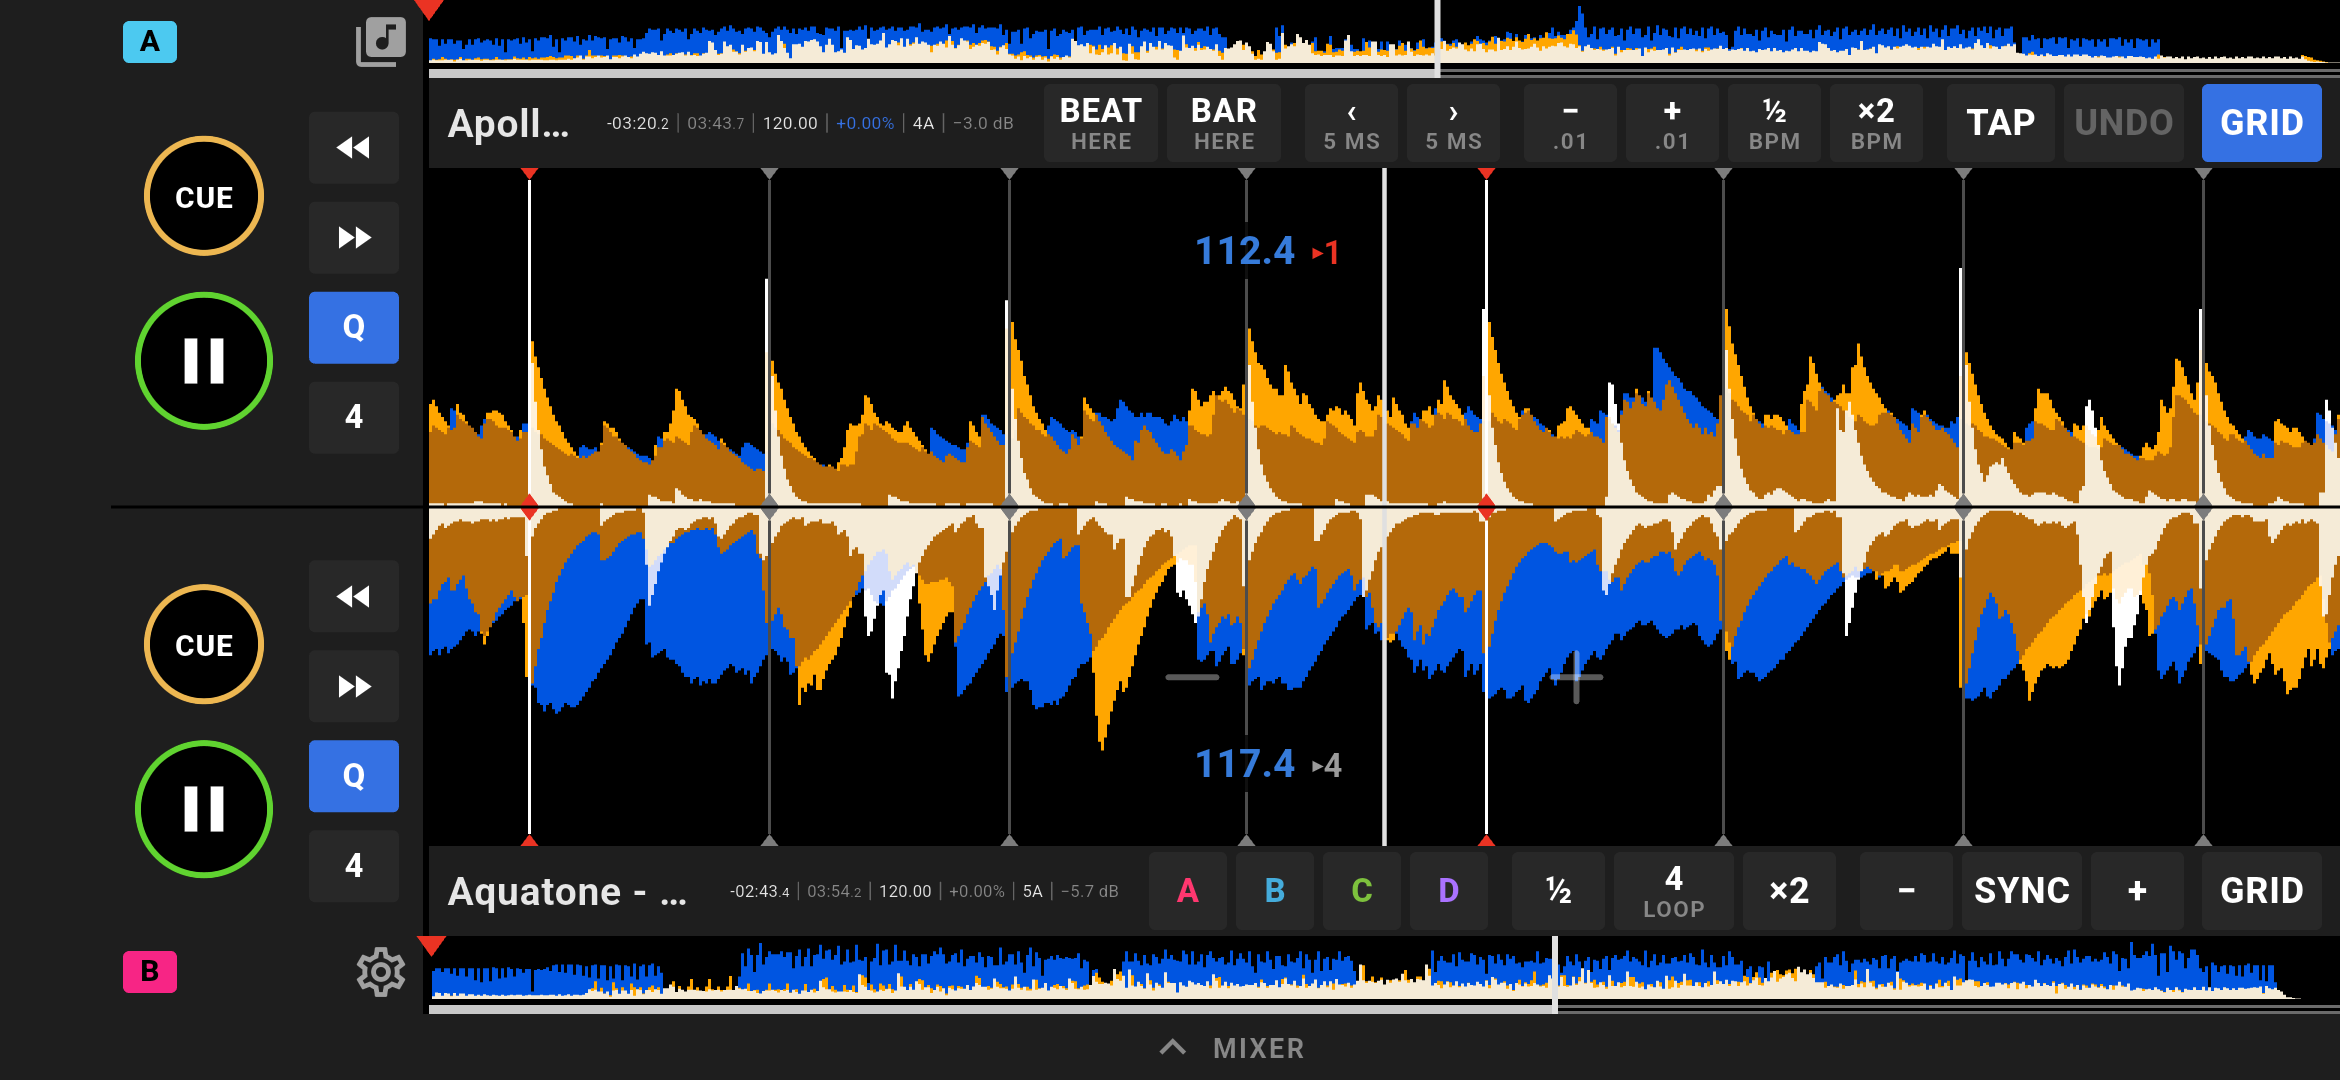 A
Apoll... -03:20.2 | 03:43.7 | 120.00 | +0.00% | 4A | −3.0 dB
BEAT HERE
BAR HERE
‹ 5 MS
› 5 MS
− .01
+ .01
½ BPM
×2 BPM
TAP
UNDO
GRID
CUE
Q
4
112.4 ▸1
CUE
Q
4
117.4 ▸4
Aquatone - ... -02:43.4 | 03:54.2 | 120.00 | +0.00% | 5A | −5.7 dB
A
B
C
D
½
4 LOOP
×2
−
SYNC
+
GRID
B
MIXER